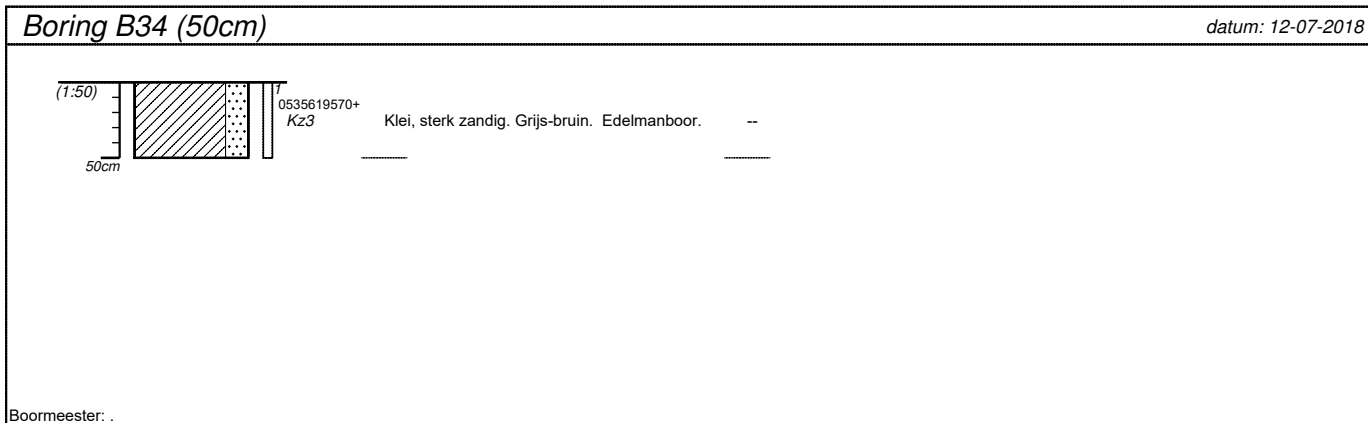 Boring B34 (50cm)
datum: 12-07-2018
(1:50)
1
0535619570+
Kz3 Klei, sterk zandig. Grijs-bruin. Edelmanboor. --
50cm
Boormeester: .